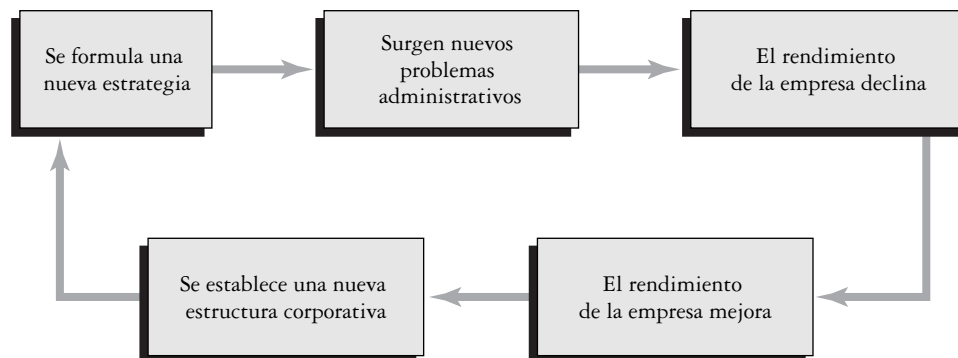 Se formula una
nueva estrategia
Surgen nuevos
problemas
administrativos
El rendimiento
de la empresa declina
El rendimiento
de la empresa mejora
Se establece una nueva
estructura corporativa